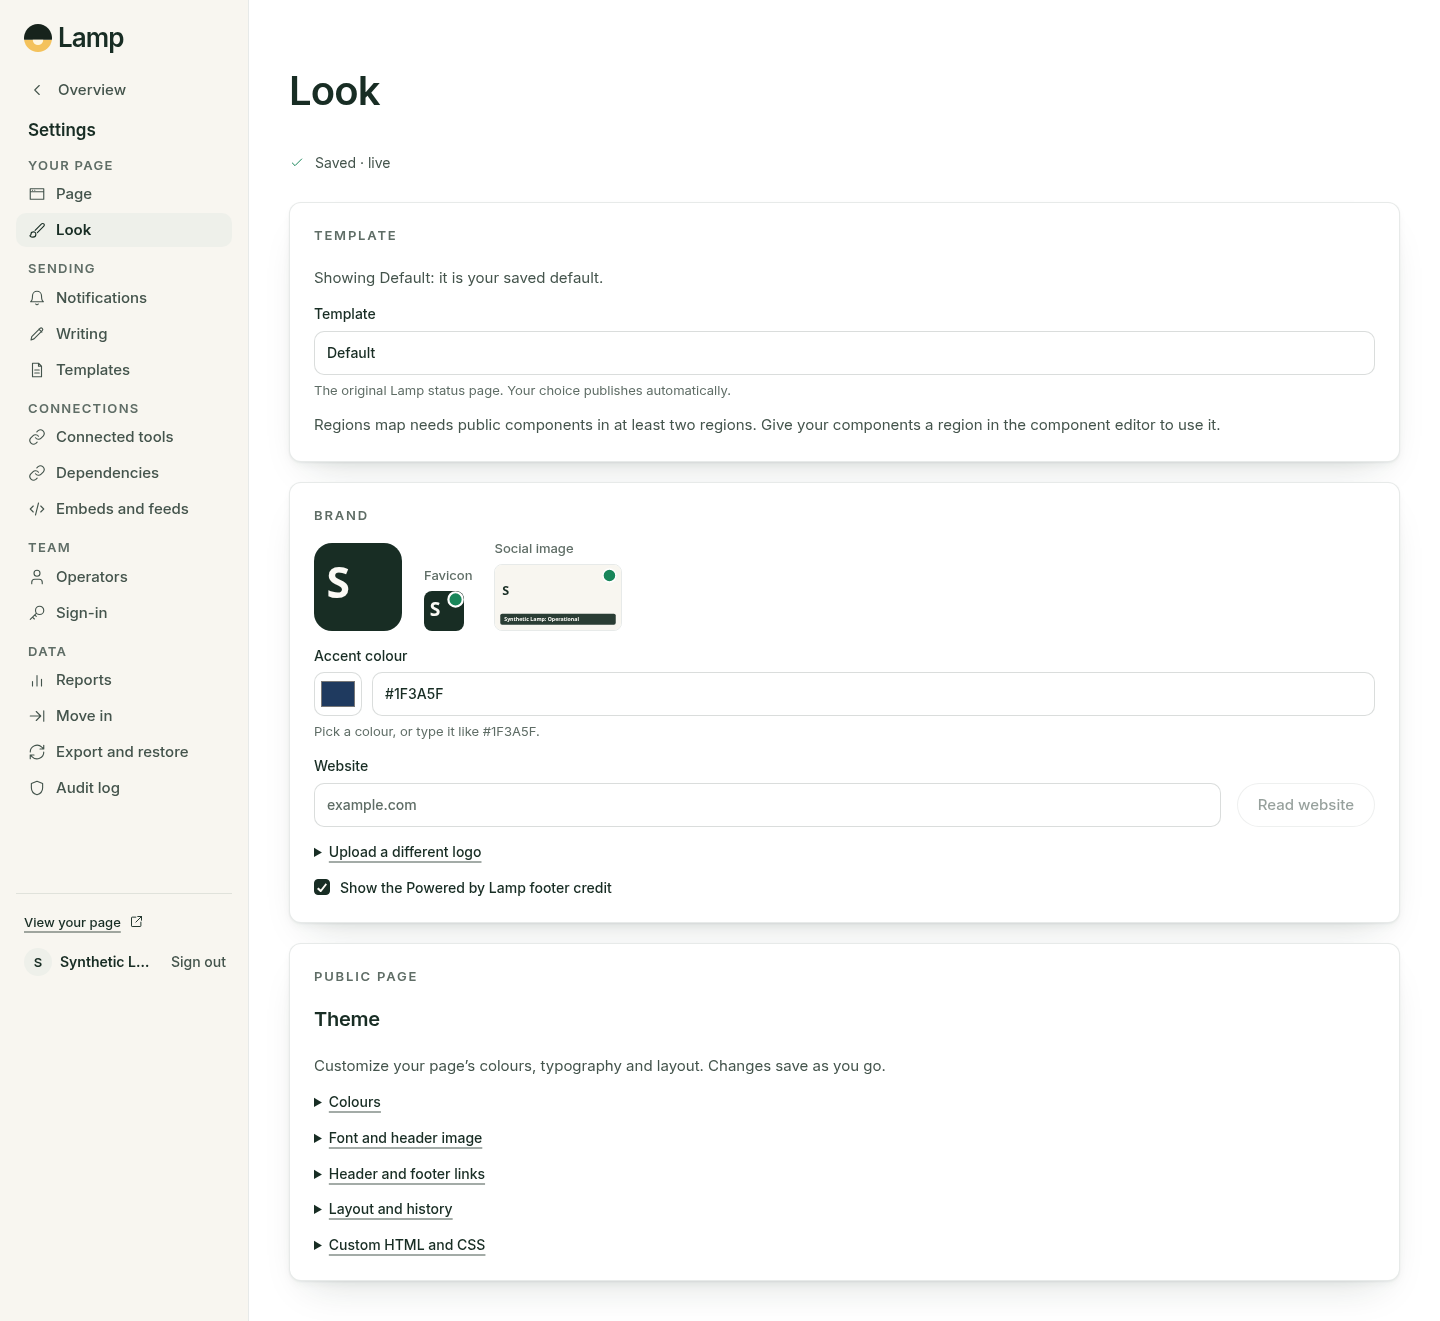 Lamp
Overview
Settings
YOUR PAGE
Page
Look
SENDING
Notifications
Writing
Templates
CONNECTIONS
Connected tools
Dependencies
Embeds and feeds
TEAM
Operators
Sign-in
DATA
Reports
Move in
Export and restore
Audit log
View your page
S
Synthetic L...
Sign out
Look
Saved · live
TEMPLATE
Showing Default: it is your saved default.
Template
Default
The original Lamp status page. Your choice publishes automatically.
Regions map needs public components in at least two regions. Give your components a region in the component editor to use it.
BRAND
S
Favicon
S
Social image
S
Synthetic Lamp: Operational
Accent colour
#1F3A5F
Pick a colour, or type it like #1F3A5F.
Website
example.com
Read website
Upload a different logo
Show the Powered by Lamp footer credit
PUBLIC PAGE
Theme
Customize your page’s colours, typography and layout. Changes save as you go.
Colours
Font and header image
Header and footer links
Layout and history
Custom HTML and CSS